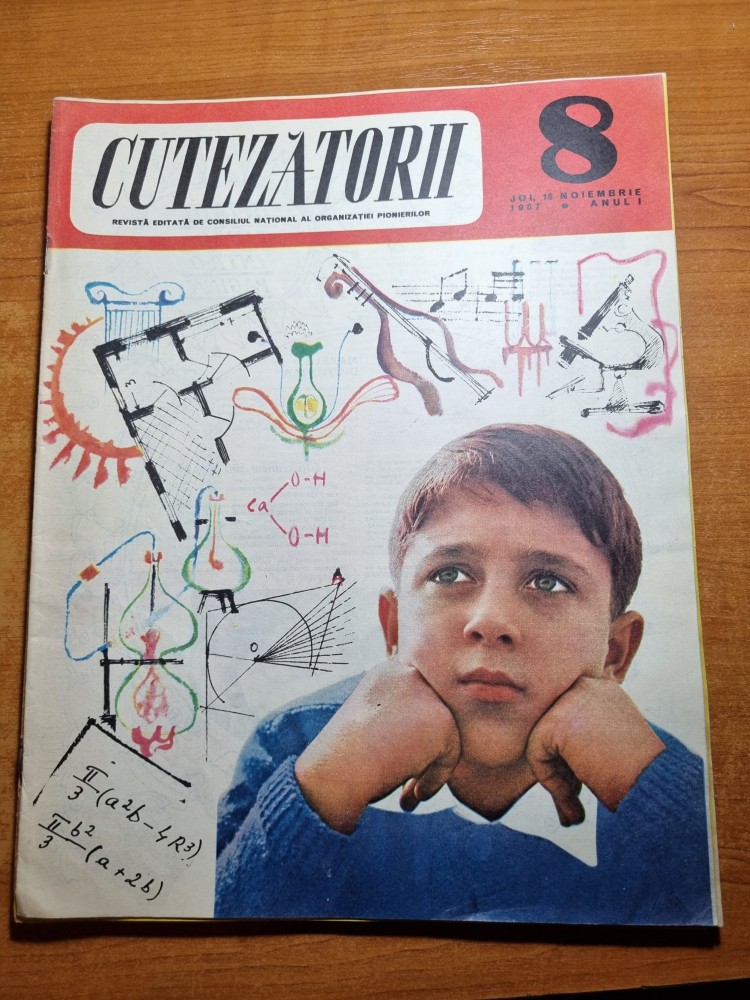 CUTEZĂTORII
REVISTĂ EDITATĂ DE CONSILIUL NAȚIONAL AL ORGANIZAȚIEI PIONIERILOR
8
JOI, 16 NOIEMBRIE
1967 ● ANUL I
O-H
Ca
O-H
A
O
π/3 (a²b - 4R³)
πb²/3 (a + 2b)